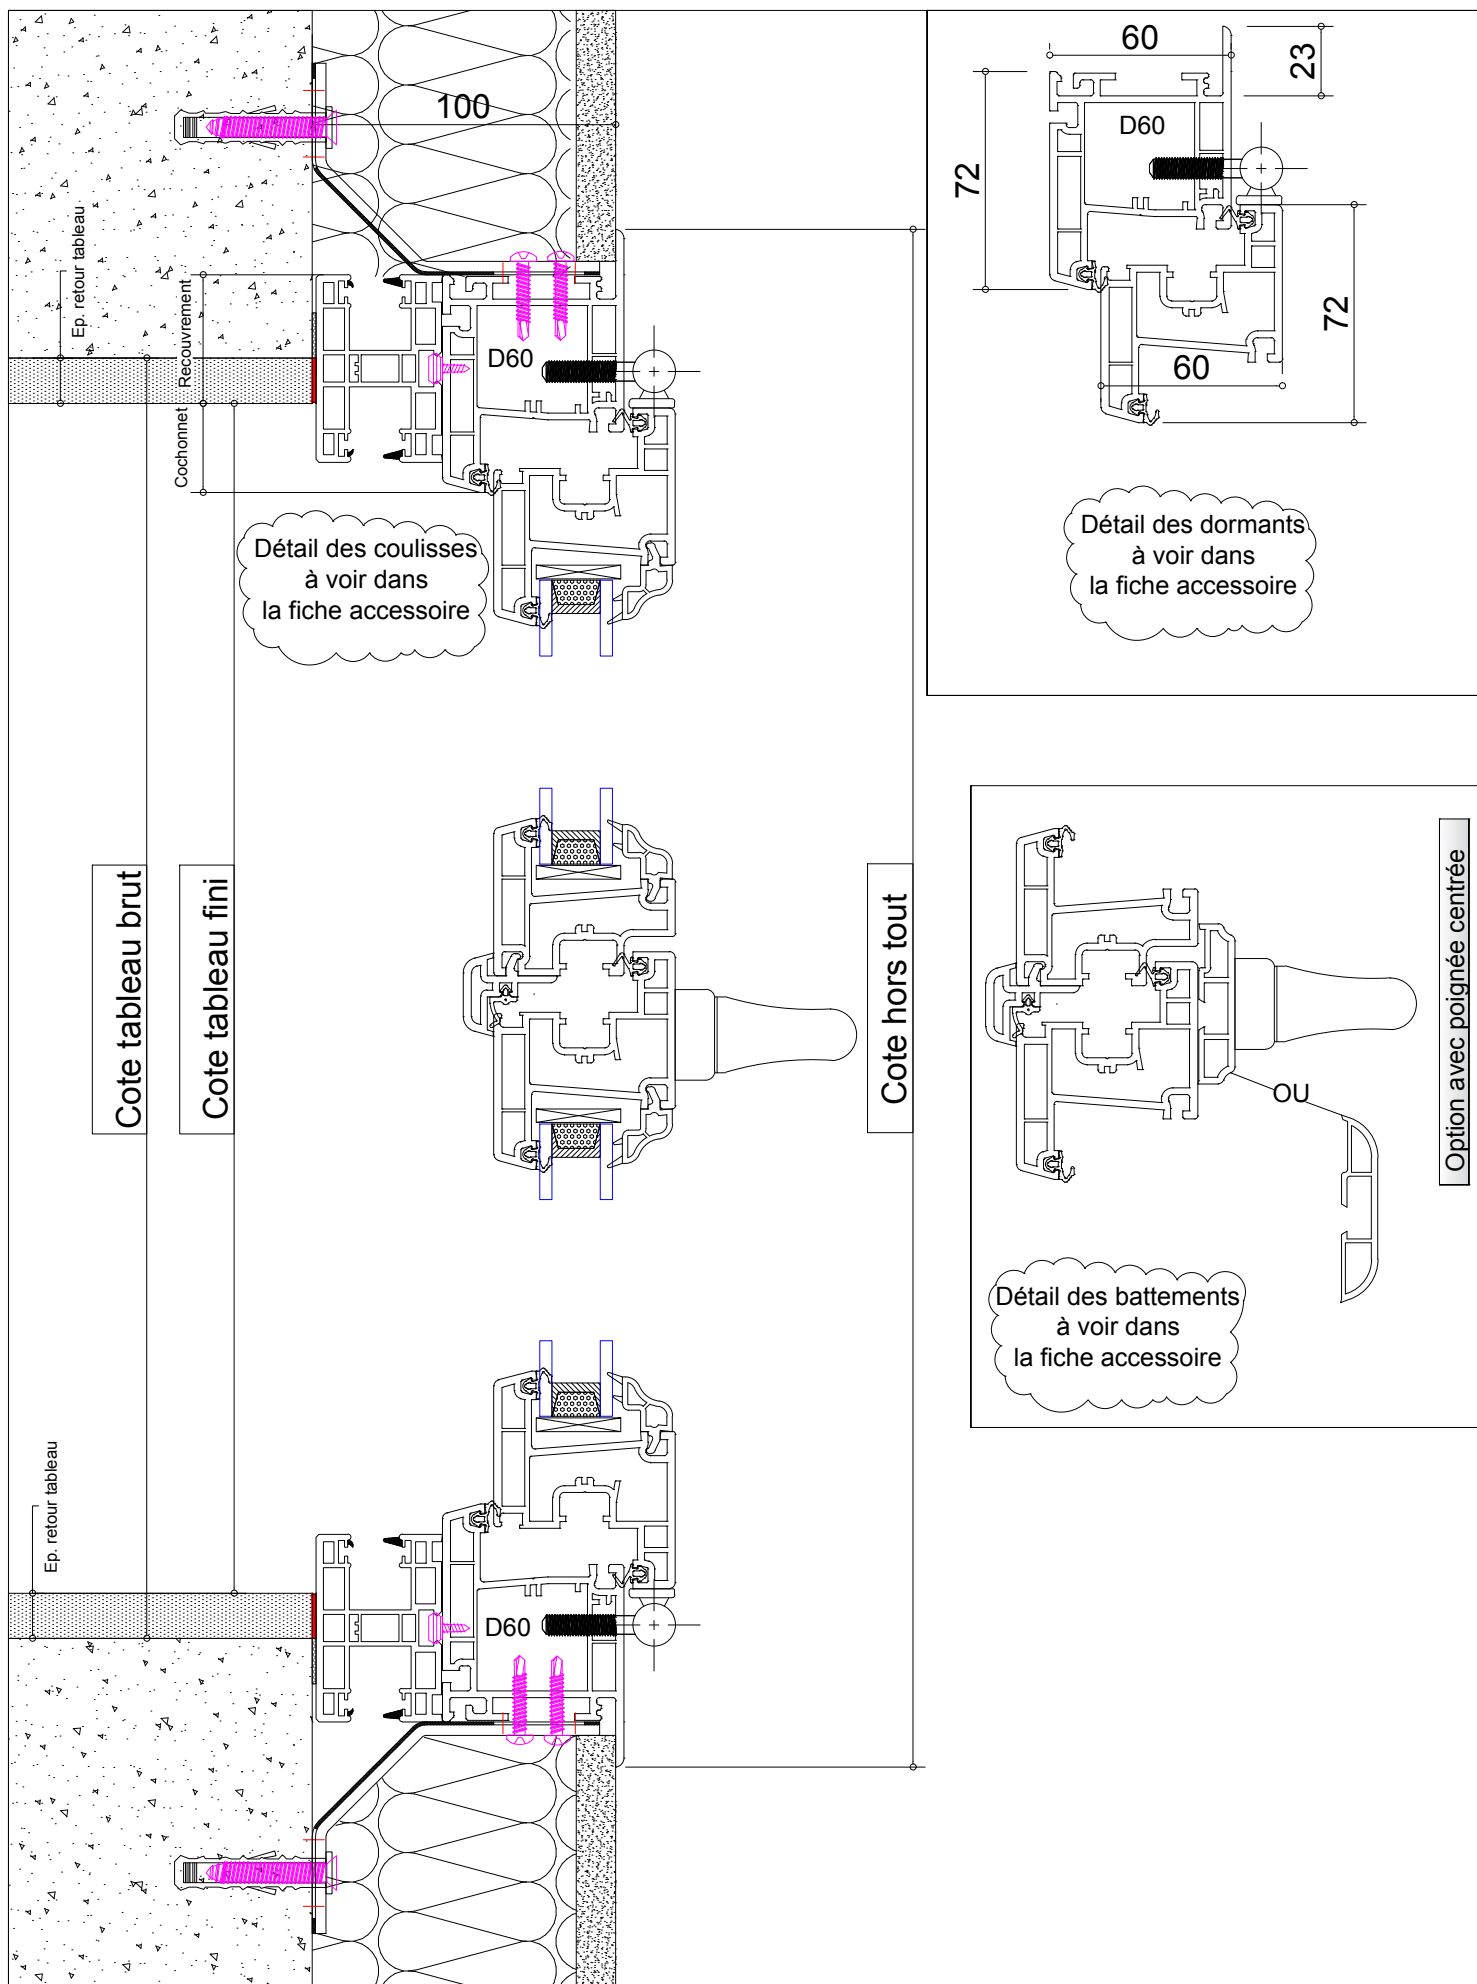 60
23
D60
72
72
60
100
Ep. retour tableau
Recouvrement
Cochonnet
D60
Détail des coulisses
à voir dans
la fiche accessoire
Détail des dormants
à voir dans
la fiche accessoire
Cote tableau brut
Cote tableau fini
Cote hors tout
Option avec poignée centrée
OU
Détail des battements
à voir dans
la fiche accessoire
Ep. retour tableau
D60